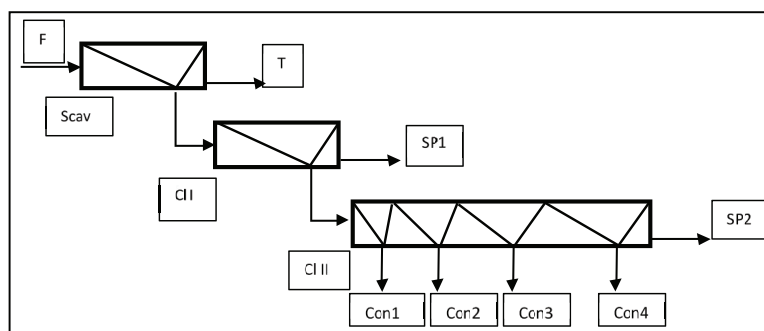 F
T
Scav
SP1
Cl I
SP2
Cl II
Con1
Con2
Con3
Con4